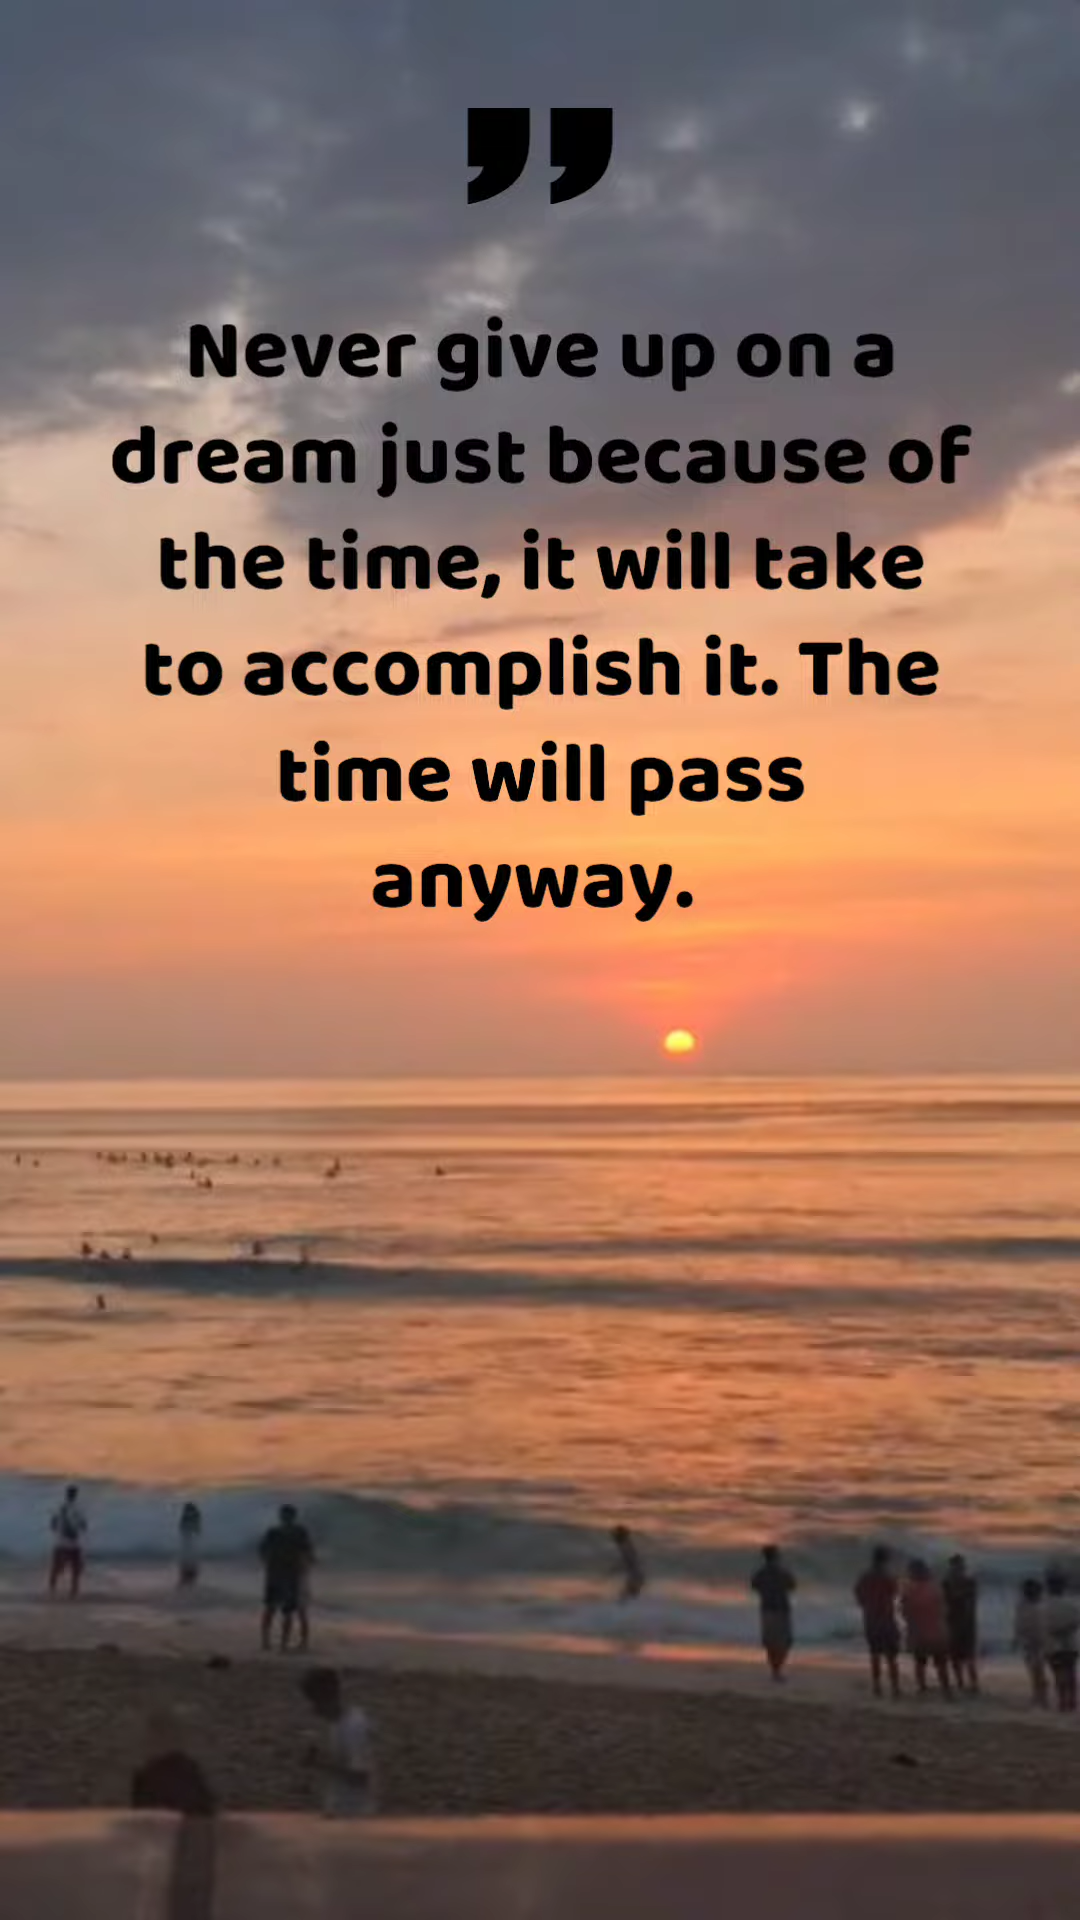 ”
Never give up on a
dream just because of
the time, it will take
to accomplish it. The
time will pass
anyway.